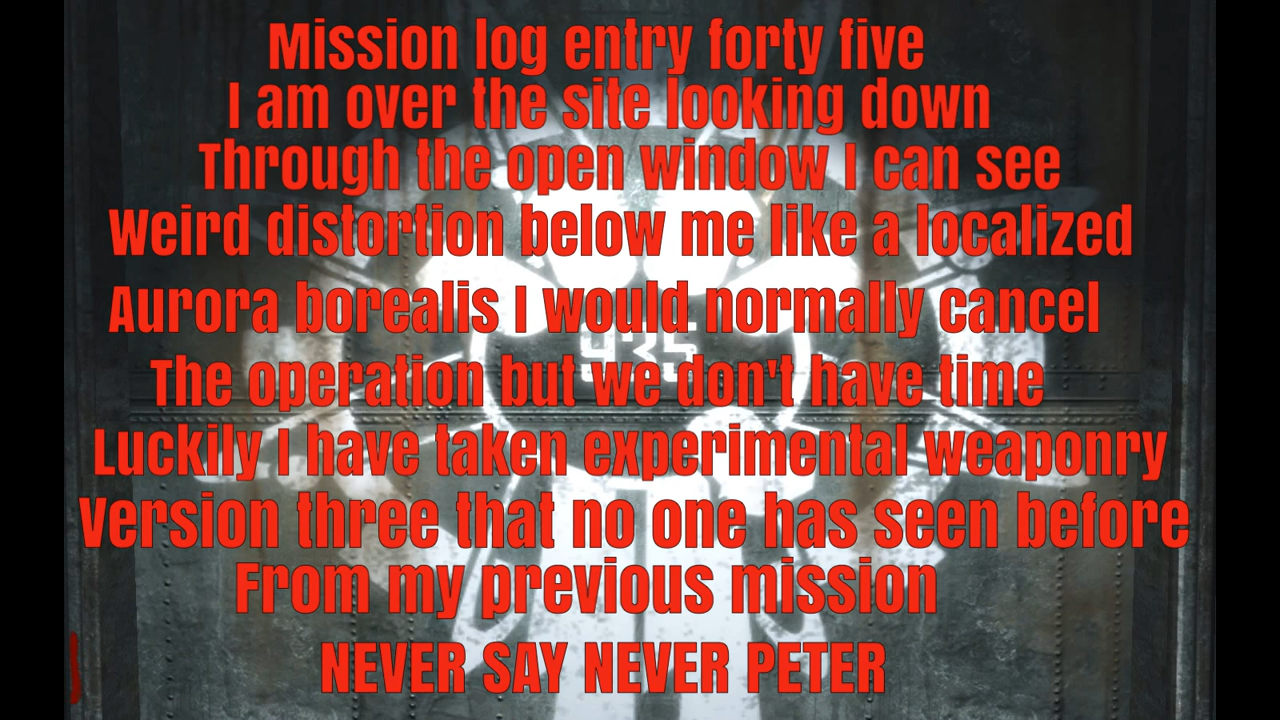 Mission log entry forty five
I am over the site looking down
Through the open window I can see
Weird distortion below me like a localized
Aurora borealis I would normally cancel
935
The operation but we don't have time
Luckily I have taken experimental weaponry
Version three that no one has seen before
From my previous mission
NEVER SAY NEVER PETER